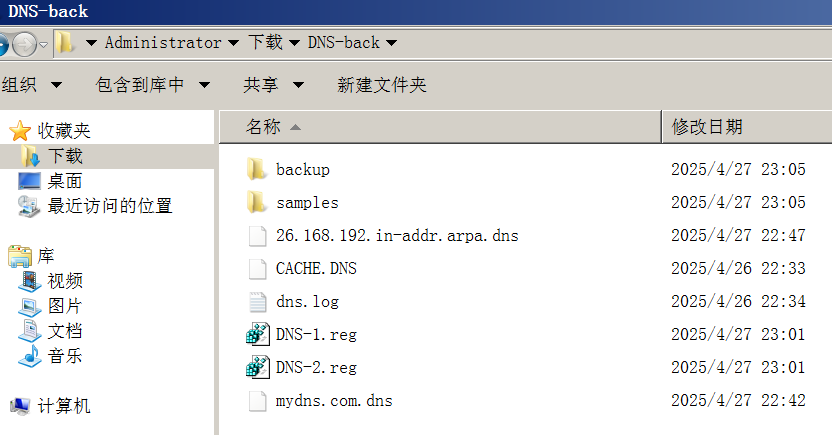 DNS-back
Administrator 下载 DNS-back
组织 包含到库中 共享 新建文件夹
收藏夹
下载
桌面
最近访问的位置
库
视频
图片
文档
音乐
计算机
名称 修改日期
backup 2025/4/27 23:05
samples 2025/4/27 23:05
26.168.192.in-addr.arpa.dns 2025/4/27 22:47
CACHE.DNS 2025/4/26 22:33
dns.log 2025/4/26 22:34
DNS-1.reg 2025/4/27 23:01
DNS-2.reg 2025/4/27 23:01
mydns.com.dns 2025/4/27 22:42